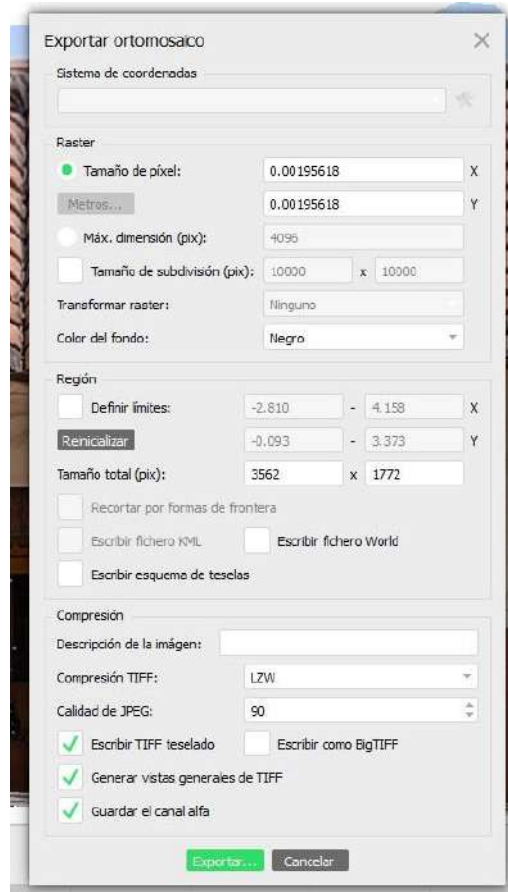 Exportar ortomosaico
Sistema de coordenadas
Raster
Tamaño de píxel: 0.00195618 X
Metros... 0.00195618 Y
Máx. dimensión (pix): 4096
Tamaño de subdivisión (pix): 10000 x 10000
Transformar raster: Ninguno
Color del fondo: Negro
Región
Definir límites: -2.810 - 4.158 X
Reinicializar -0.093 - 3.373 Y
Tamaño total (pix): 3562 x 1772
Recortar por formas de frontera
Escribir fichero KML Escribir fichero World
Escribir esquema de teselas
Compresión
Descripción de la imágen:
Compresión TIFF: LZW
Calidad de JPEG: 90
Escribir TIFF teselado Escribir como BigTIFF
Generar vistas generales de TIFF
Guardar el canal alfa
Exportar... Cancelar